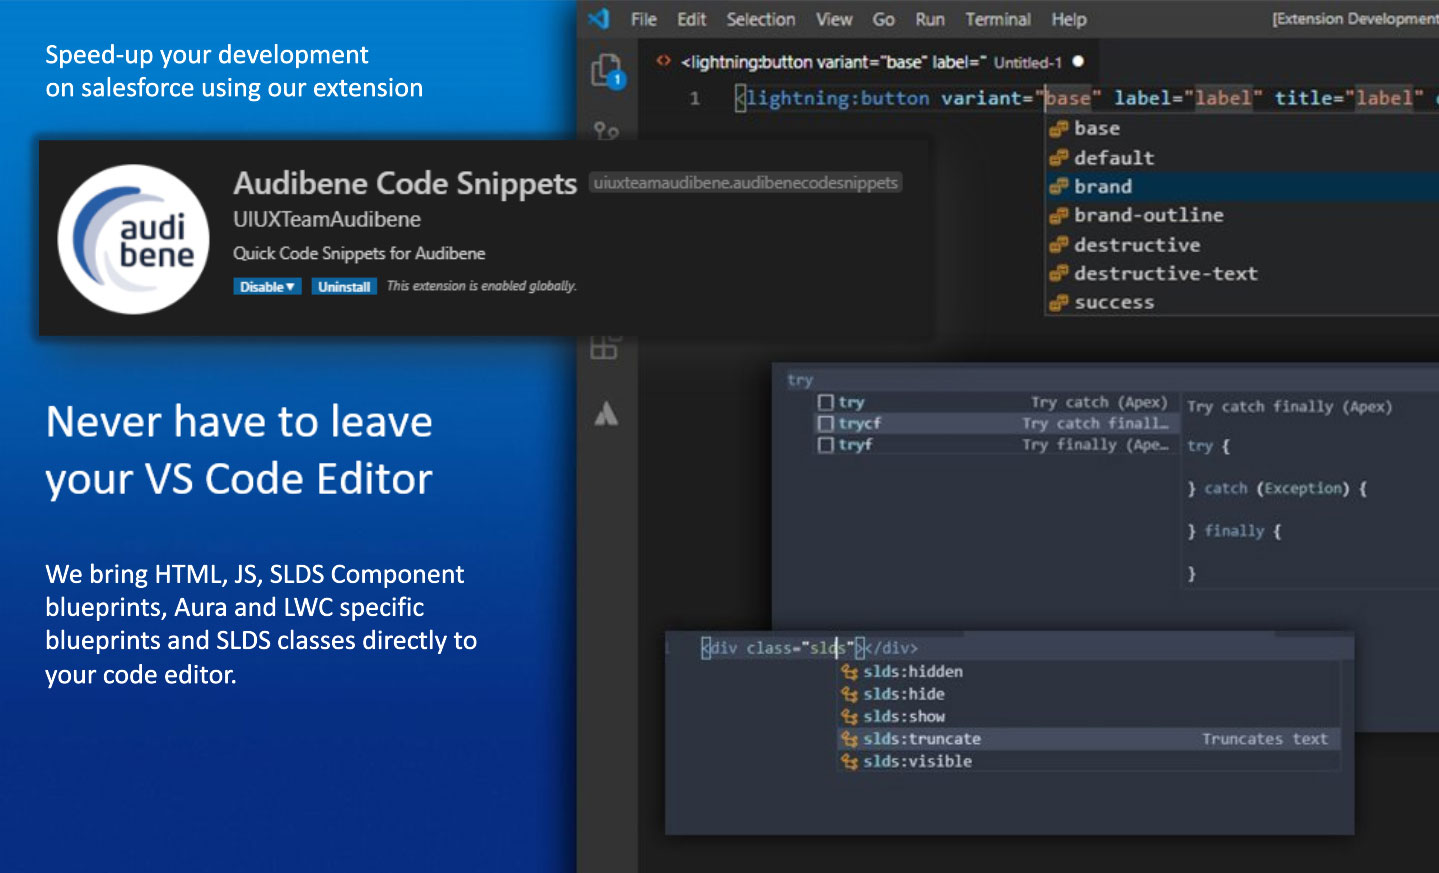 Speed-up your development
on salesforce using our extension
audi
bene
Audibene Code Snippets uiuxteamaudibene.audibenecodesnippets
UIUXTeamAudibene
Quick Code Snippets for Audibene
Disable Uninstall This extension is enabled globally.
Never have to leave
your VS Code Editor
We bring HTML, JS, SLDS Component
blueprints, Aura and LWC specific
blueprints and SLDS classes directly to
your code editor.
File Edit Selection View Go Run Terminal Help [Extension Development
1
<lightning:button variant="base" label=" Untitled-1
1 <lightning:button variant="base" label="label" title="label"
base
default
brand
brand-outline
destructive
destructive-text
success
try
try Try catch (Apex)
trycf Try catch finall…
tryf Try finally (Ape…
Try catch finally (Apex)
try {
} catch (Exception) {
} finally {
}
1 <div class="slds"></div>
slds:hidden
slds:hide
slds:show
slds:truncate Truncates text
slds:visible